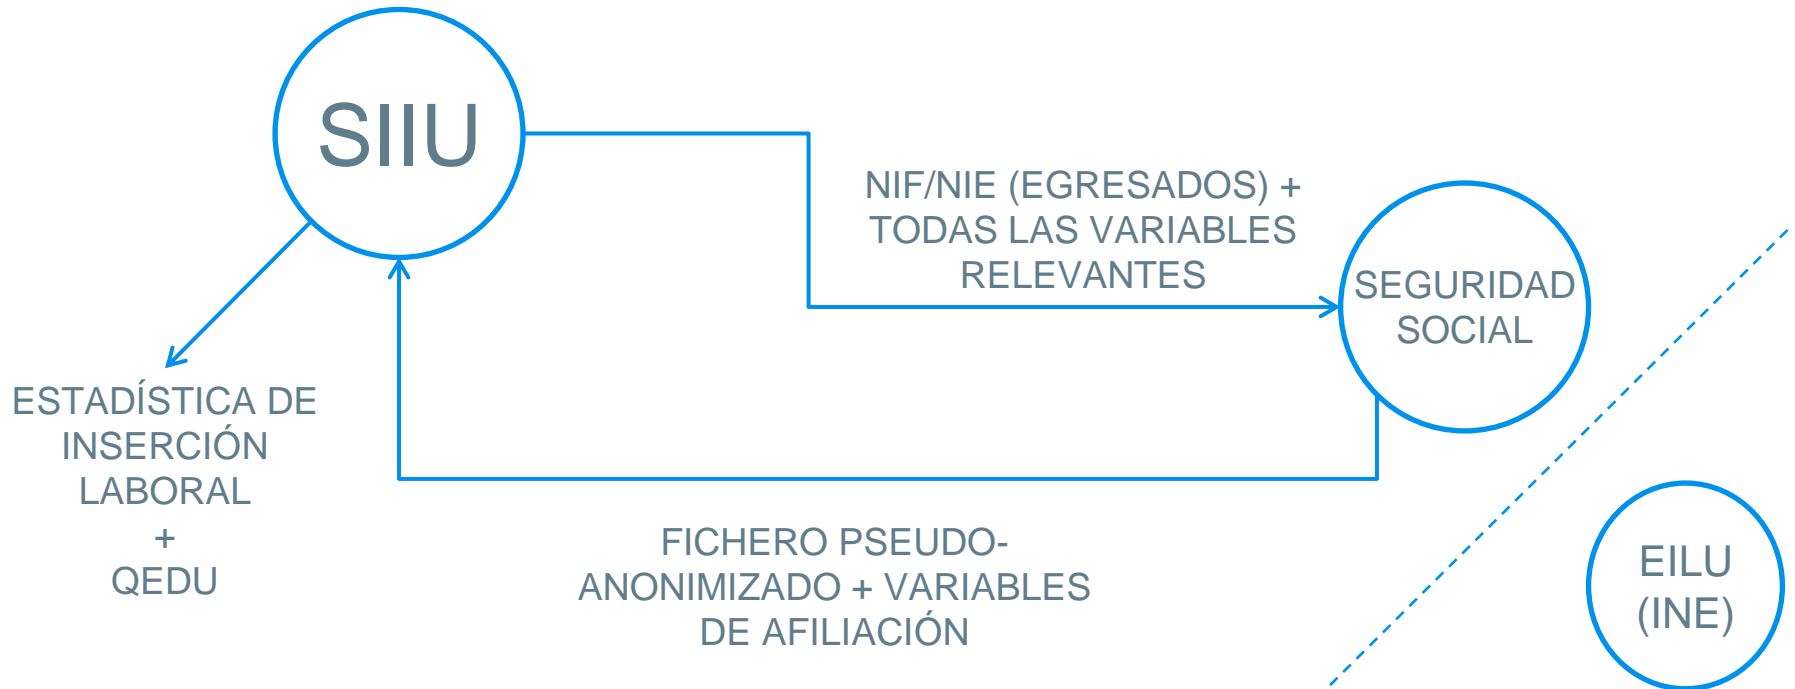 SIIU
NIF/NIE (EGRESADOS) +
TODAS LAS VARIABLES
RELEVANTES
SEGURIDAD
SOCIAL
ESTADÍSTICA DE
INSERCIÓN
LABORAL
+
QEDU
FICHERO PSEUDO-
ANONIMIZADO + VARIABLES
DE AFILIACIÓN
EILU
(INE)